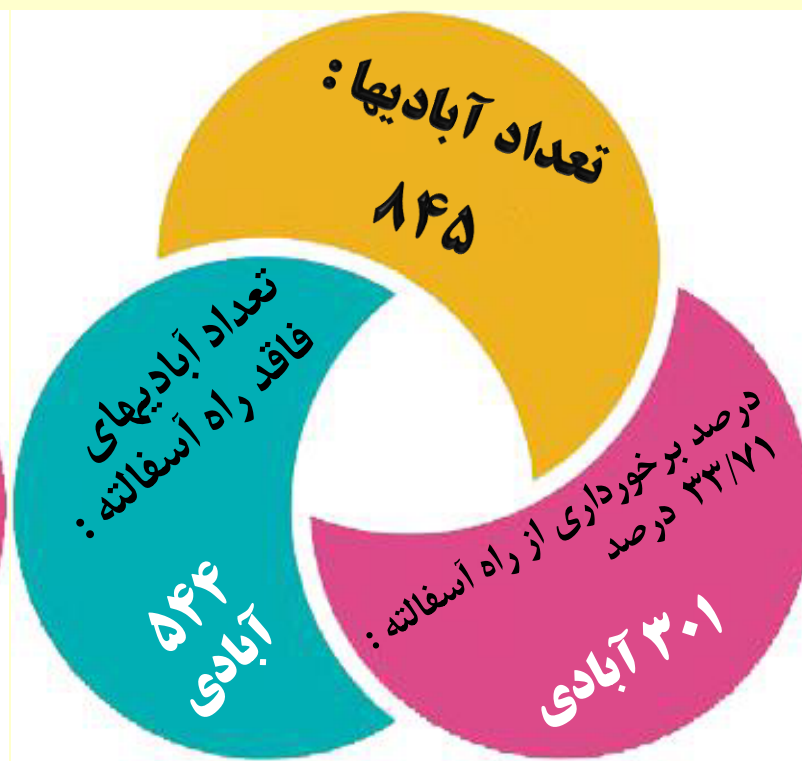 تعداد آبادیها:
۸۴۵
تعداد آبادیهای
فاقد راه آسفالته :
۵۴۴
آبادی
درصد برخورداری از راه آسفالته :
۳۳/۷۱ درصد
۳۰۱ آبادی